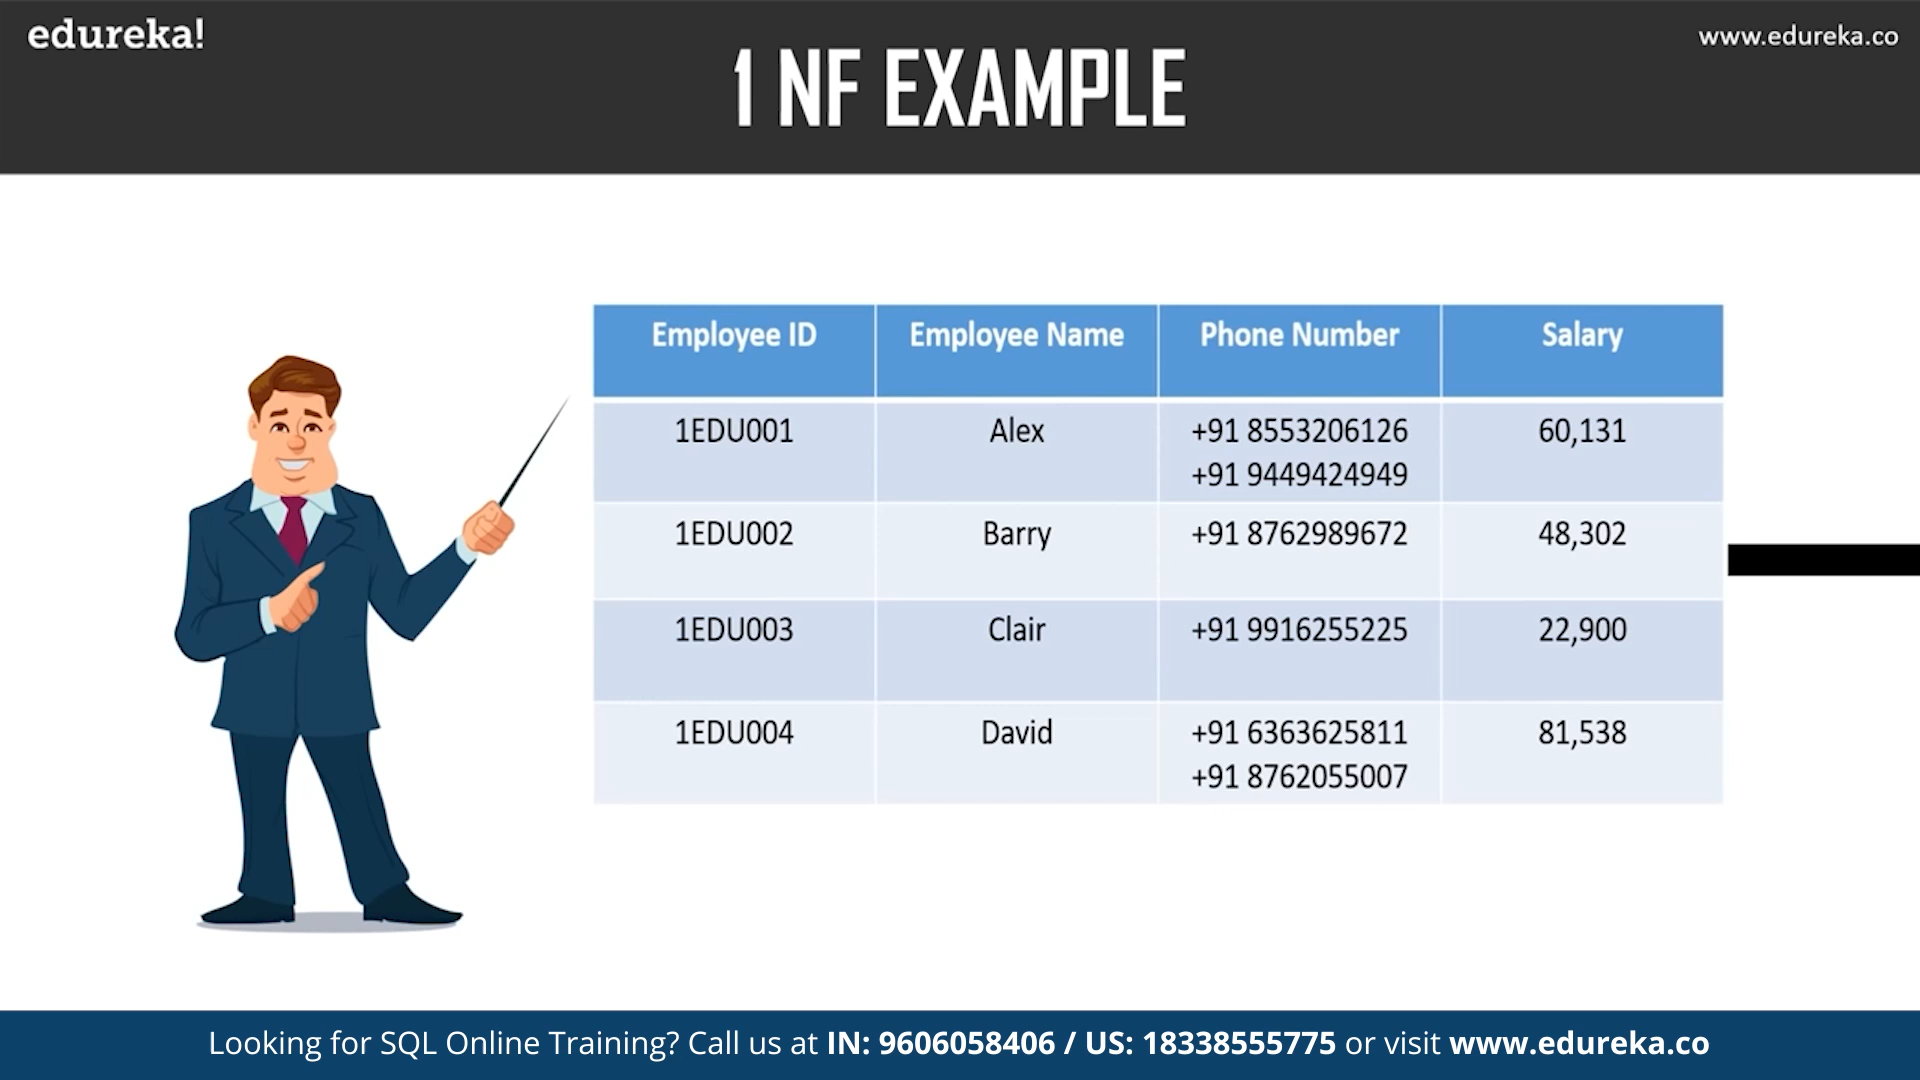 edureka!
www.edureka.co
1 NF EXAMPLE
Employee ID Employee Name Phone Number Salary
1EDU001 Alex +91 8553206126 60,131
+91 9449424949
1EDU002 Barry +91 8762989672 48,302
1EDU003 Clair +91 9916255225 22,900
1EDU004 David +91 6363625811 81,538
+91 8762055007
Looking for SQL Online Training? Call us at IN: 9606058406 / US: 18338555775 or visit www.edureka.co